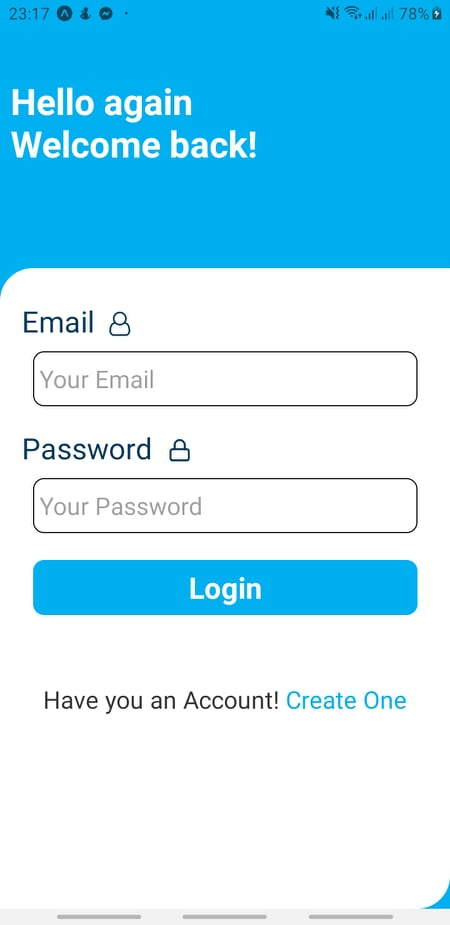 23:17 78%
Hello again
Welcome back!
Email
Your Email
Password
Your Password
Login
Have you an Account! Create One